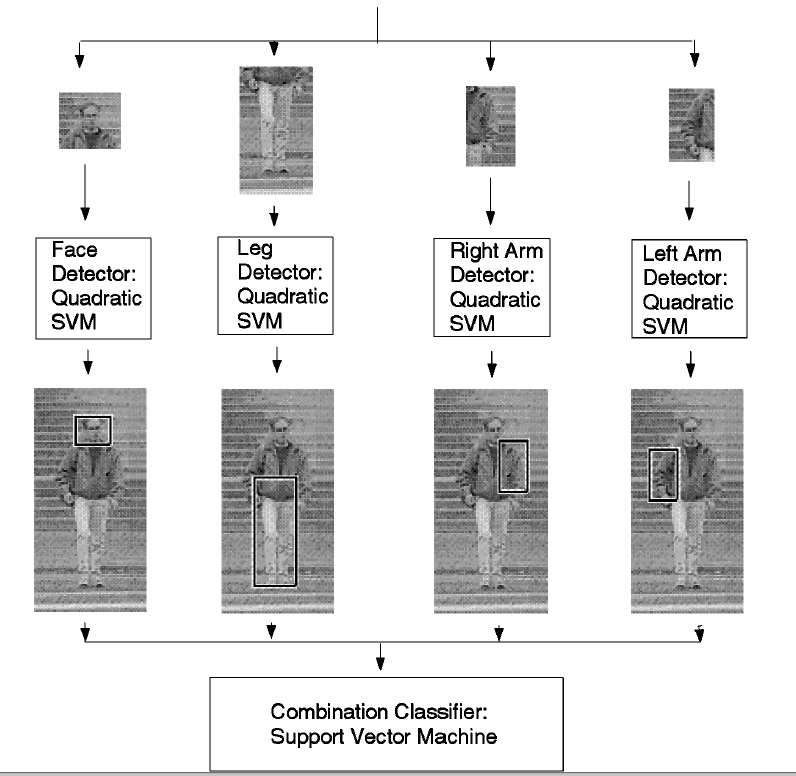 Face
Detector:
Quadratic
SVM
Leg
Detector:
Quadratic
SVM
Right Arm
Detector:
Quadratic
SVM
Left Arm
Detector:
Quadratic
SVM
Combination Classifier:
Support Vector Machine